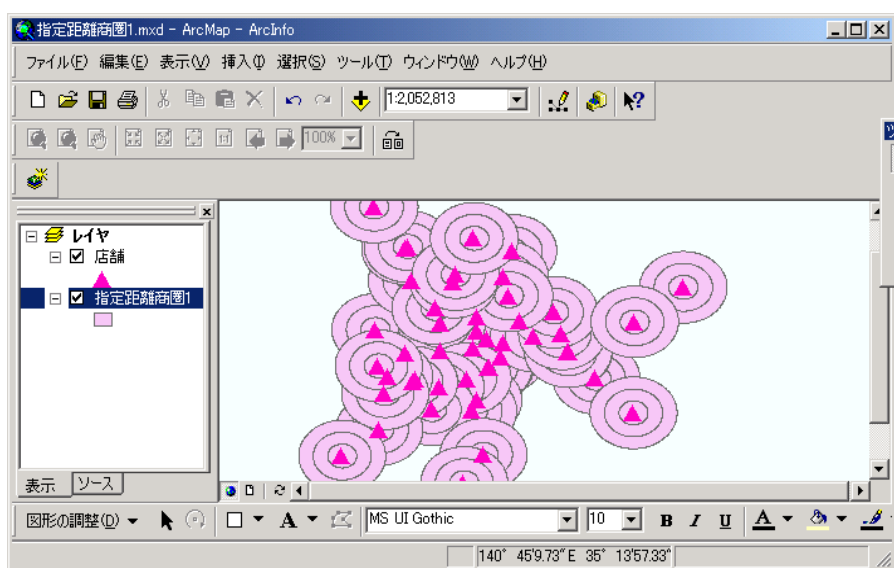 指定距離商圏1.mxd - ArcMap - ArcInfo
ファイル(F) 編集(E) 表示(V) 挿入(I) 選択(S) ツール(T) ウィンドウ(W) ヘルプ(H)
1:2,052,813
100%
レイヤ
店舗
指定距離商圏1
表示 ソース
図形の調整(D) A MS UI Gothic 10 B I U A
140° 45'9.73"E 35° 13'57.33"